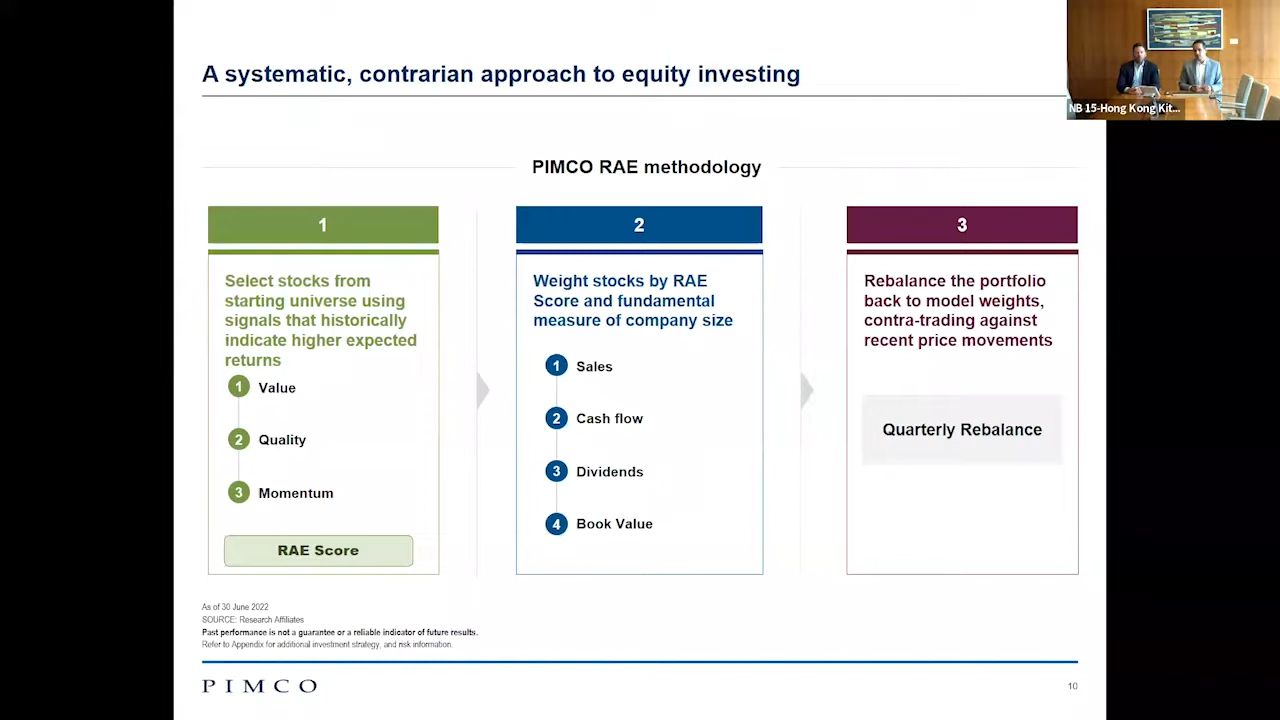 A systematic, contrarian approach to equity investing
NB 15-Hong Kong Kit...
PIMCO RAE methodology
1
Select stocks from
starting universe using
signals that historically
indicate higher expected
returns
1 Value
2 Quality
3 Momentum
RAE Score
2
Weight stocks by RAE
Score and fundamental
measure of company size
1 Sales
2 Cash flow
3 Dividends
4 Book Value
3
Rebalance the portfolio
back to model weights,
contra-trading against
recent price movements
Quarterly Rebalance
As of 30 June 2022
SOURCE: Research Affiliates
Past performance is not a guarantee or a reliable indicator of future results.
Refer to Appendix for additional investment strategy, and risk information.
PIMCO
10